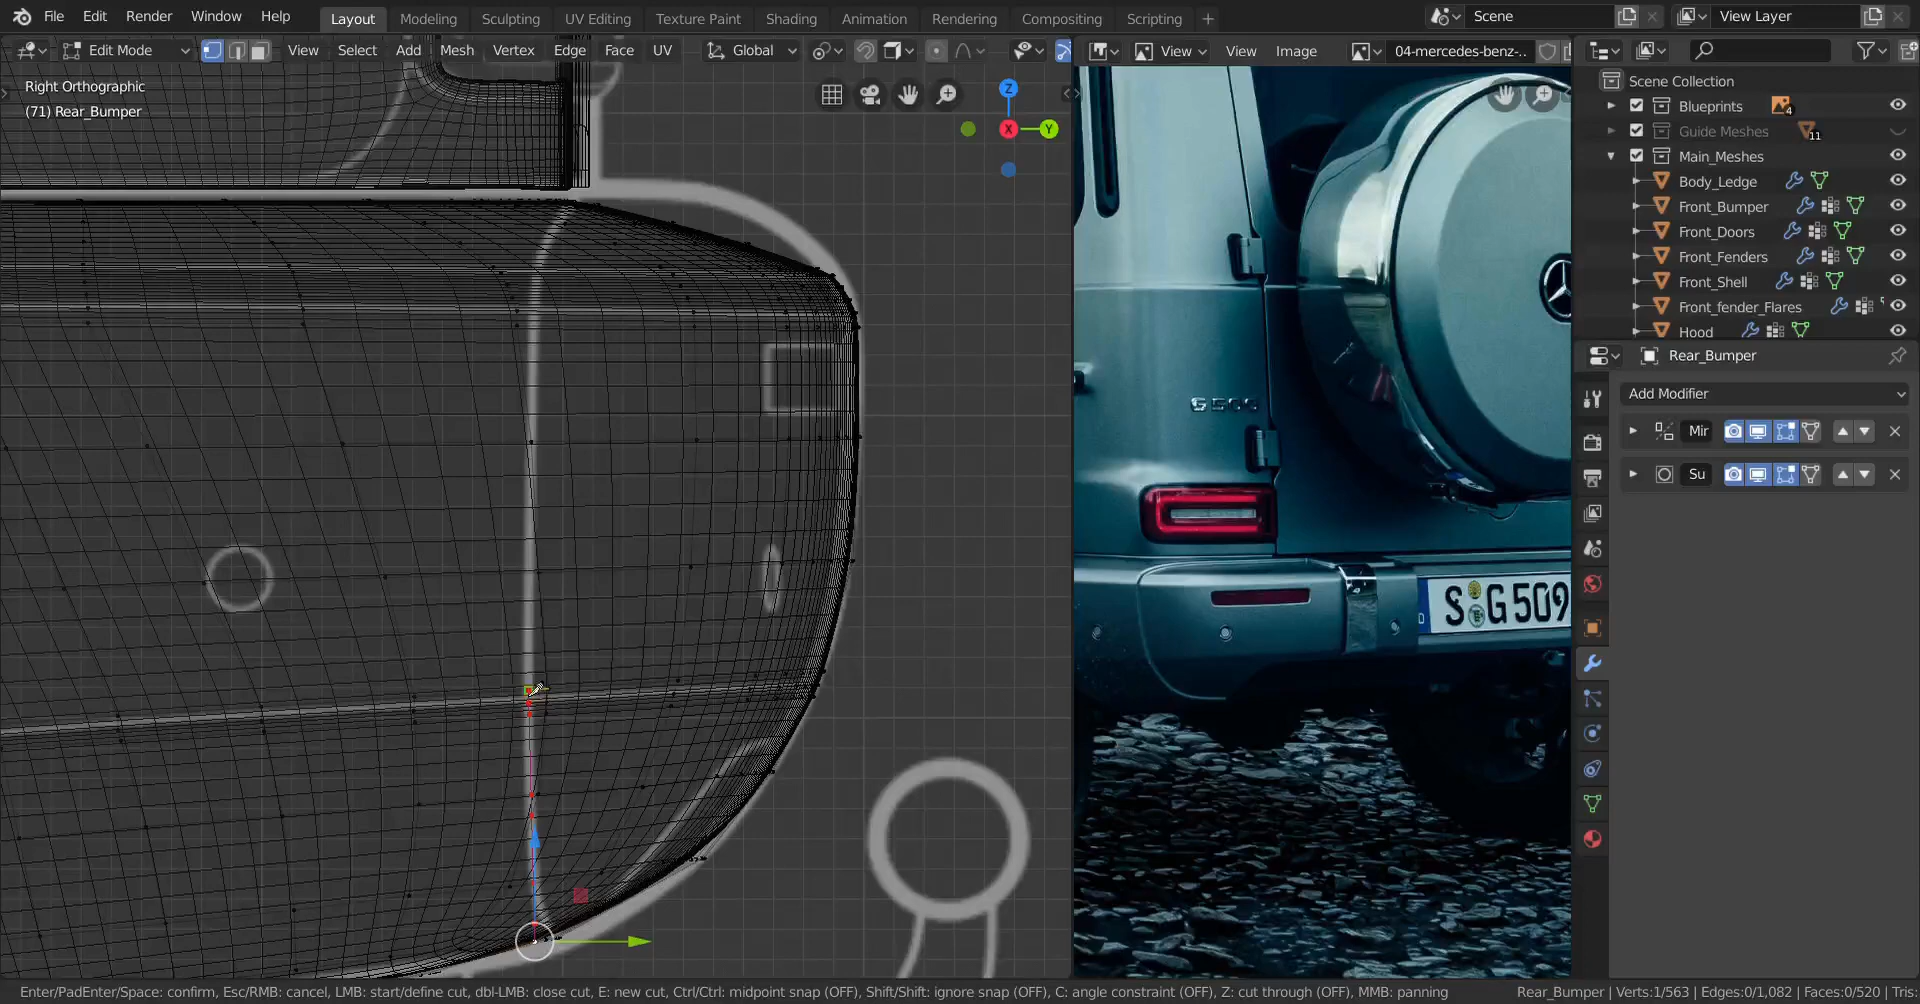 File Edit Render Window Help Layout Modeling Sculpting UV Editing Texture Paint Shading Animation Rendering Compositing Scripting + Scene View Layer
Edit Mode View Select Add Mesh Vertex Edge Face UV Global View View Image 04-mercedes-benz-..
Right Orthographic
(71) Rear_Bumper
Z
X
Y
G 500
S G 509
Scene Collection
Blueprints 4
Guide Meshes 11
Main_Meshes
Body_Ledge
Front_Bumper
Front_Doors
Front_Fenders
Front_Shell
Front_fender_Flares
Hood
Rear_Bumper
Add Modifier
Mir
Su
Enter/PadEnter/Space: confirm, Esc/RMB: cancel, LMB: start/define cut, dbl-LMB: close cut, E: new cut, Ctrl/Ctrl: midpoint snap (OFF), Shift/Shift: ignore snap (OFF), C: angle constraint (OFF), Z: cut through (OFF), MMB: panning Rear_Bumper | Verts:1/563 | Edges:0/1,082 | Faces:0/520 | Tris: